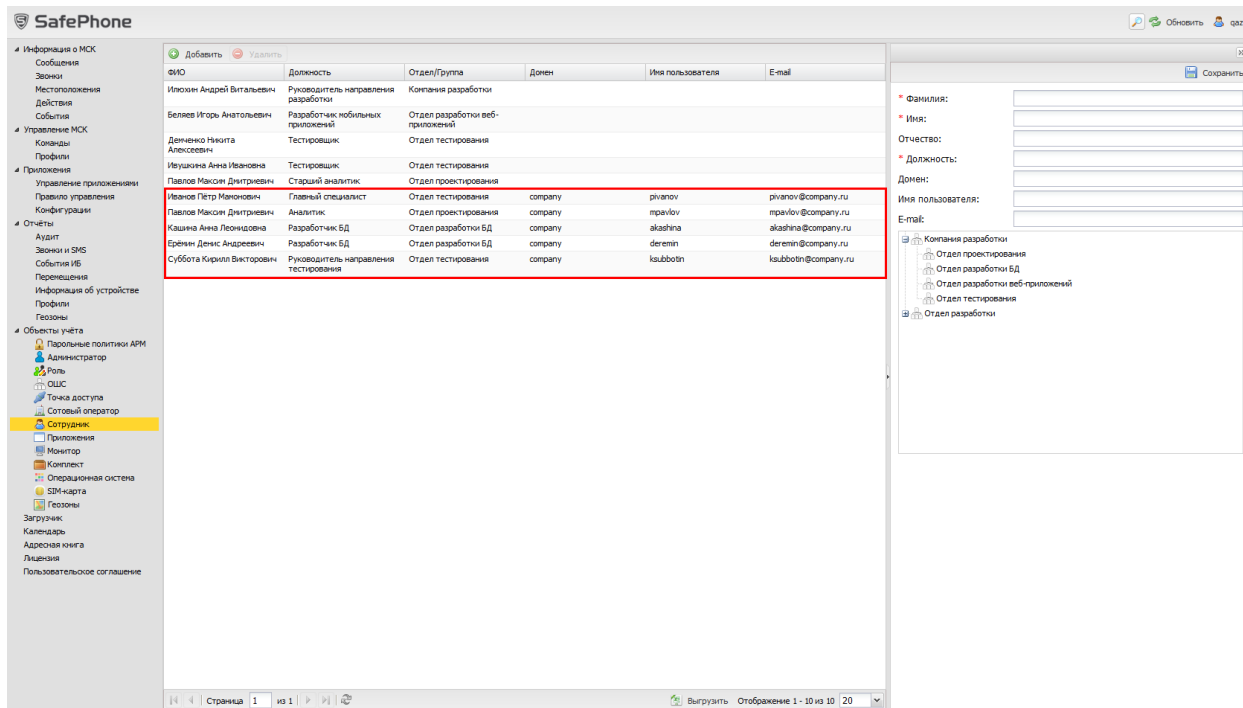 SafePhone
Обновить
qaz
Информация о МСК
Сообщения
Звонки
Местоположения
Действия
События
Управление МСК
Команды
Профили
Приложения
Управление приложениями
Правило управления
Конфигурации
Отчёты
Аудит
Звонки и SMS
События ИБ
Перемещения
Информация об устройстве
Профили
Геозоны
Объекты учёта
Парольные политики АРМ
Администратор
Роль
ОШС
Точка доступа
Сотовый оператор
Сотрудник
Приложения
Монитор
Комплект
Операционная система
SIM-карта
Геозоны
Загрузчик
Календарь
Адресная книга
Лицензия
Пользовательское соглашение
Добавить Удалить
ФИО Должность Отдел/Группа Домен Имя пользователя E-mail
Илюхин Андрей Витальевич Руководитель направления разработки Компания разработки
Беляев Игорь Анатольевич Разработчик мобильных приложений Отдел разработки веб-приложений
Демченко Никита Алексеевич Тестировщик Отдел тестирования
Ивушкина Анна Ивановна Тестировщик Отдел тестирования
Павлов Максим Дмитриевич Старший аналитик Отдел проектирования
Иванов Пётр Мамонович Главный специалист Отдел тестирования company pivanov pivanov@company.ru
Павлов Максим Дмитриевич Аналитик Отдел проектирования company mpavlov mpavlov@company.ru
Кашина Анна Леонидовна Разработчик БД Отдел разработки БД company akashina akashina@company.ru
Ерёмин Денис Андреевич Разработчик БД Отдел разработки БД company deremin deremin@company.ru
Суббота Кирилл Викторович Руководитель направления тестирования Отдел тестирования company ksubbotin ksubbotin@company.ru
Страница 1 из 1
Выгрузить Отображение 1 - 10 из 10 20
Сохранить
* Фамилия:
* Имя:
Отчество:
* Должность:
Домен:
Имя пользователя:
E-mail:
Компания разработки
Отдел проектирования
Отдел разработки БД
Отдел разработки веб-приложений
Отдел тестирования
Отдел разработки